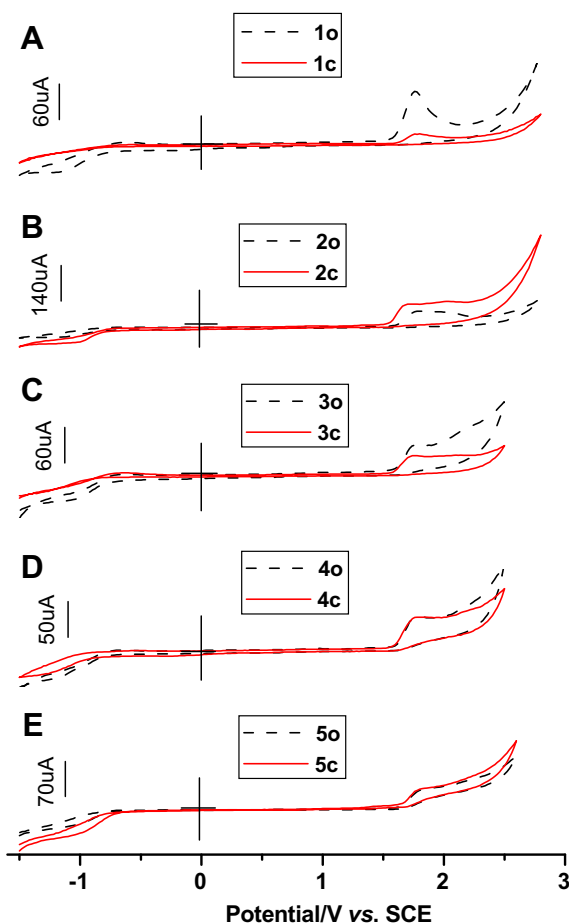 A
1o
1c
60uA
B
2o
2c
140uA
C
3o
3c
60uA
D
4o
4c
50uA
E
5o
5c
70uA
-1 0 1 2 3
Potential/V vs. SCE